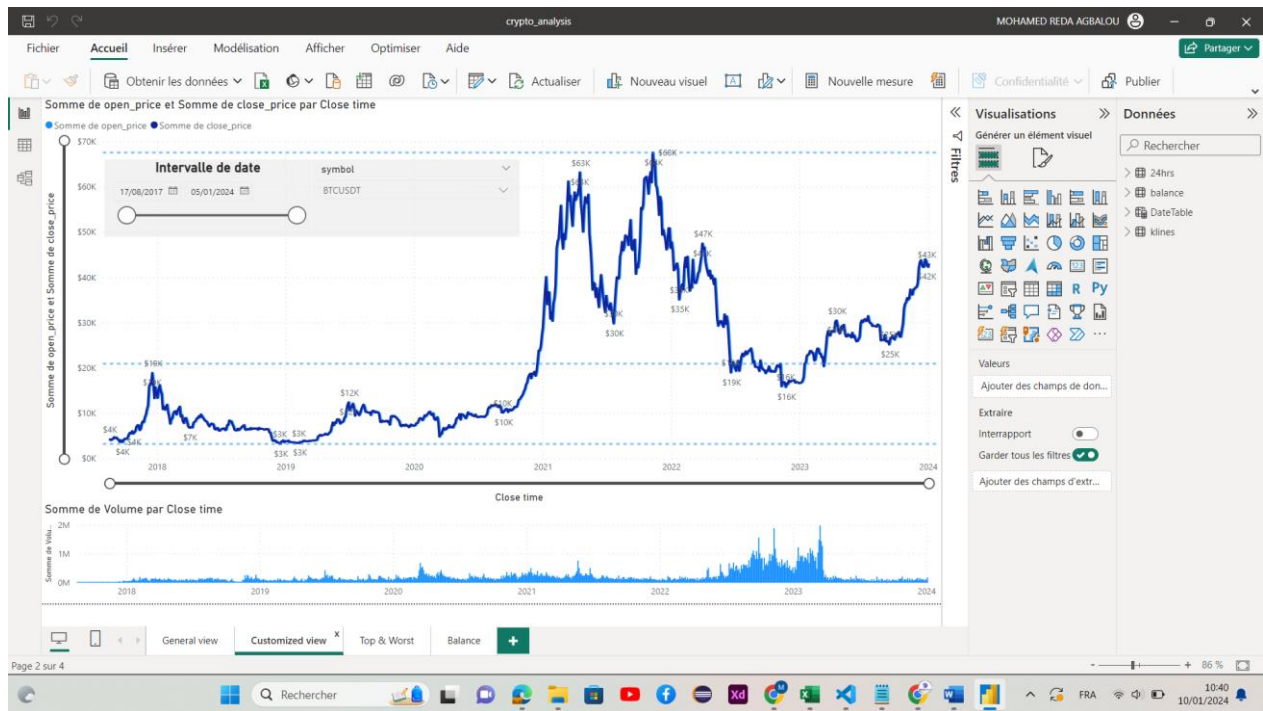 crypto_analysis
MOHAMED REDA AGBALOU
Fichier Accueil Insérer Modélisation Afficher Optimiser Aide
Partager
Obtenir les données Actualiser Nouveau visuel Nouvelle mesure Confidentialité Publier
Somme de open_price et Somme de close_price par Close time
Somme de open_price Somme de close_price
Intervalle de date
17/08/2017 05/01/2024
symbol
BTCUSDT
Somme de open_price et Somme de close_price
$70K
$60K
$50K
$40K
$30K
$20K
$10K
$0K
$4K
$4K
$7K
$3K $3K
$3K $3K
$12K
$10K
$10K
$63K
$30K
$68K
$35K
$47K
$19K
$16K
$16K
$30K
$25K
$43K
$42K
2018 2019 2020 2021 2022 2023 2024
Close time
Somme de Volume par Close time
Somme de Volu...
2M
1M
0M
2018 2019 2020 2021 2022 2023 2024
Filtres
Visualisations
Générer un élément visuel
R Py
Valeurs
Ajouter des champs de don...
Extraire
Interrapport
Garder tous les filtres
Ajouter des champs d'extr...
Données
Rechercher
24hrs
balance
DateTable
klines
General view Customized view x Top & Worst Balance +
Page 2 sur 4
- + 86 %
Rechercher
Xd
FRA
10:40
10/01/2024